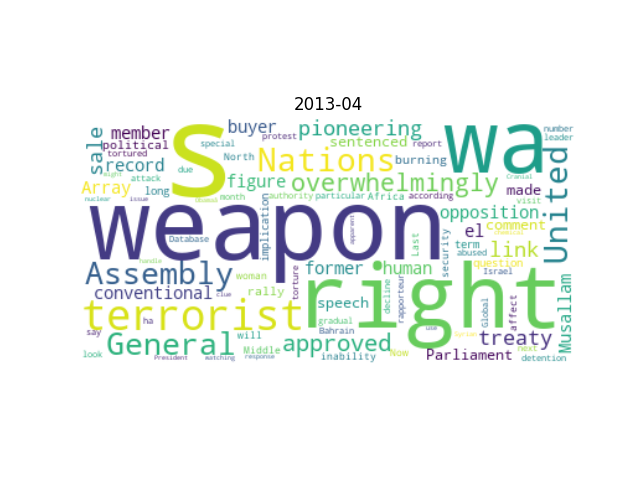 2013-04
number
leader
member
buyer
pioneering
protest
special
sentenced
report
sale
political
tortured
s
wa
record
due
North
Nations
burning
attack
Array
long
figure
overwhelmingly
month
authority
particular
Africa
according
made
visit
United
nuclear
issue
weapon
implication
Database
apparent
opposition
comment
el
Last
term
abused
link
security
question
Israel
handle
Assembly
woman
former
human
right
conventional
clue
rally
torture
speech
decline
rapporteur
Global
affect
Musallam
terrorist
ha
say
gradual
Bahrain
treaty
General
will
approved
next
look
Middle
inability
Now
Parliament
detention
President
watching
response